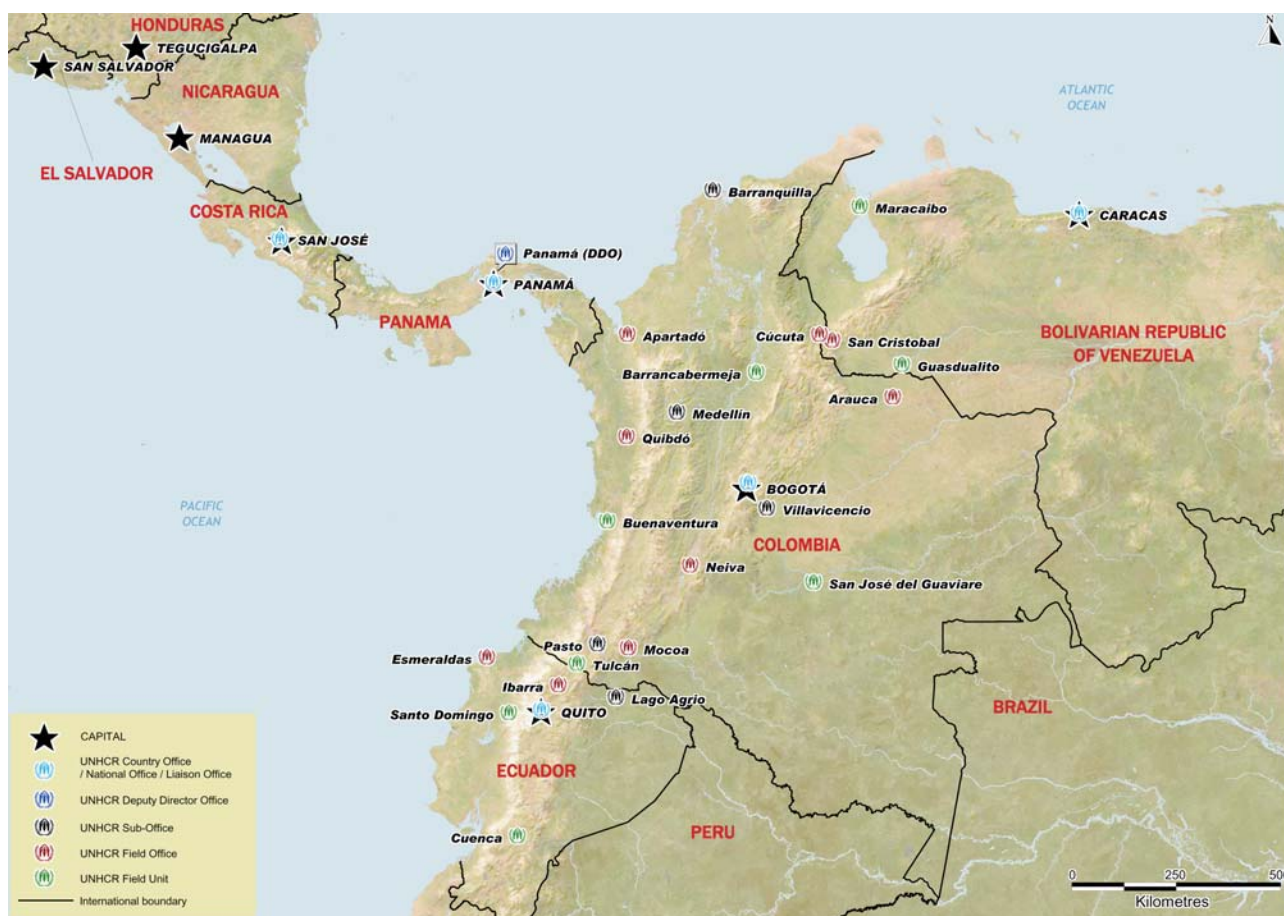 N
HONDURAS
TEGUCIGALPA
SAN SALVADOR
NICARAGUA
ATLANTIC
OCEAN
MANAGUA
EL SALVADOR
Barranquilla
Maracaibo
COSTA RICA
CARACAS
SAN JOSÉ
Panamá (DDO)
PANAMÁ
PANAMA
Apartadó
Cúcuta
San Cristobal
BOLIVARIAN REPUBLIC
OF VENEZUELA
Guasdualito
Barrancabermeja
Arauca
Medellín
Quibdó
BOGOTÁ
PACIFIC
OCEAN
Villavicencio
Buenaventura
COLOMBIA
Neiva
San José del Guaviare
Pasto
Mocoa
Esmeraldas
Tulcán
Ibarra
Lago Agrio
BRAZIL
Santo Domingo
QUITO
ECUADOR
PERU
Cuenca
CAPITAL
UNHCR Country Office
/ National Office / Liaison Office
UNHCR Deputy Director Office
UNHCR Sub-Office
UNHCR Field Office
UNHCR Field Unit
International boundary
0 250 500
Kilometres